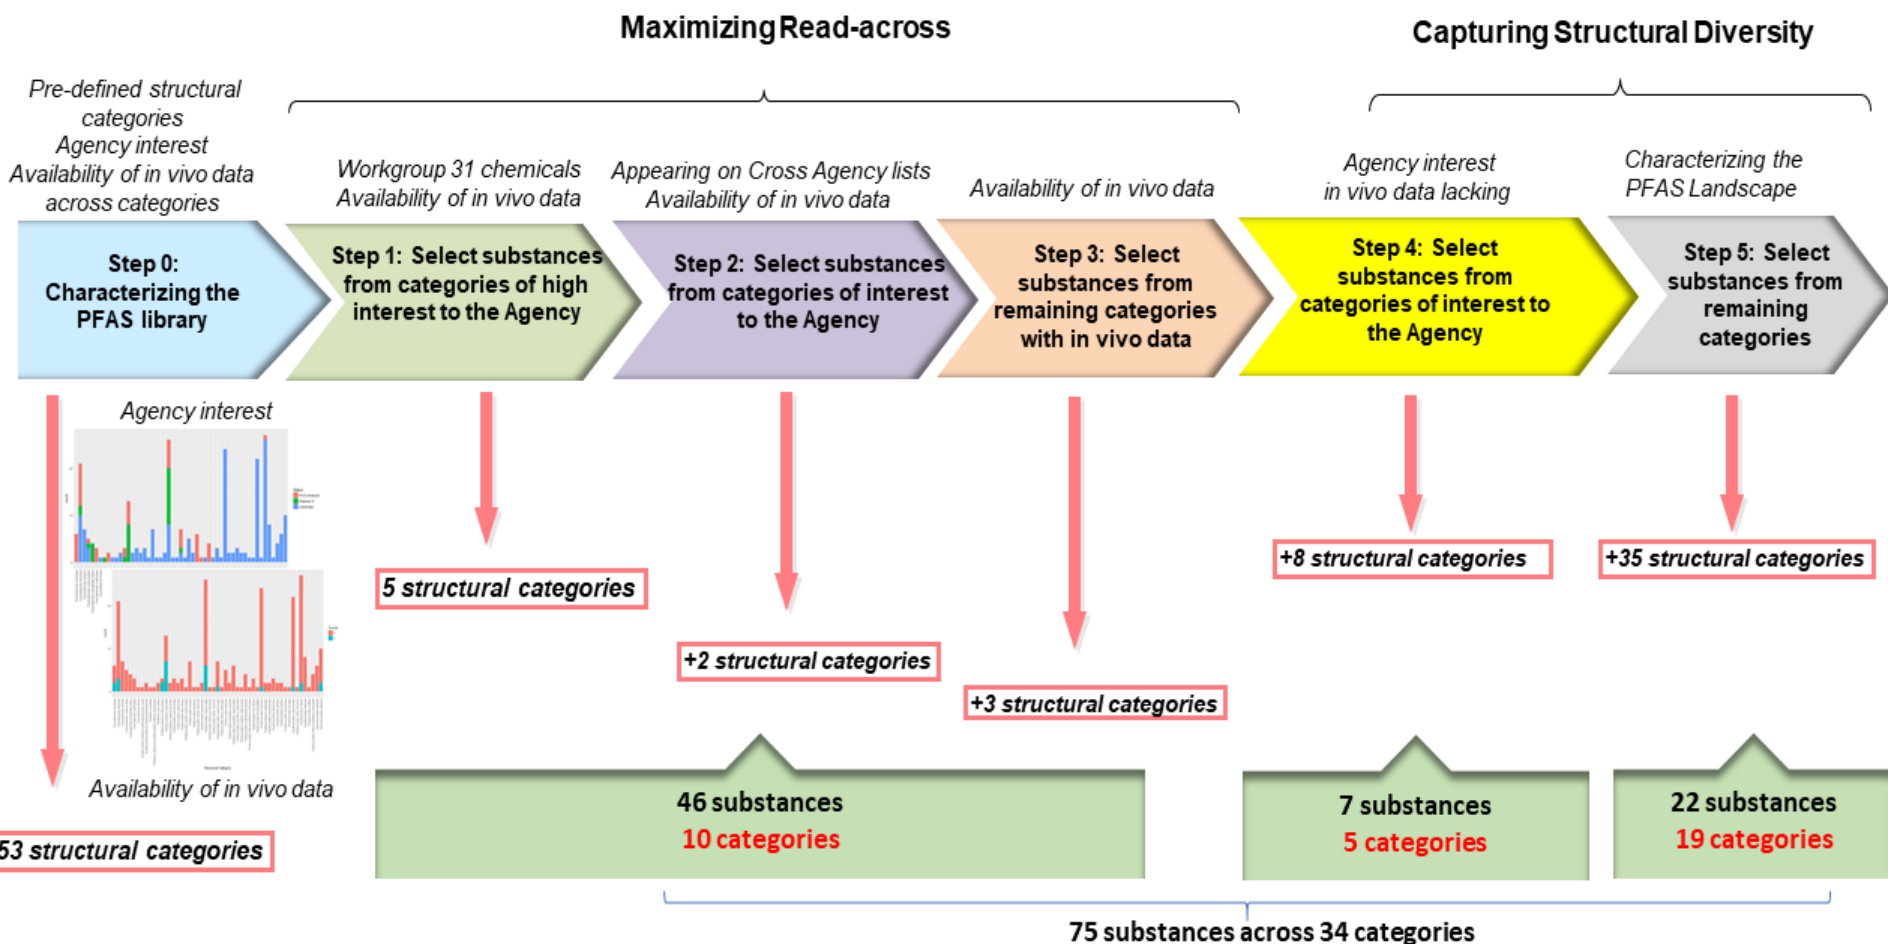 Maximizing Read-across
Capturing Structural Diversity
Pre-defined structural
categories
Agency interest
Availability of in vivo data
across categories
Workgroup 31 chemicals
Availability of in vivo data
Appearing on Cross Agency lists
Availability of in vivo data
Availability of in vivo data
Agency interest
in vivo data lacking
Characterizing the
PFAS Landscape
Step 0:
Characterizing the
PFAS library
Step 1: Select substances
from categories of high
interest to the Agency
Step 2: Select substances
from categories of interest
to the Agency
Step 3: Select
substances from
remaining categories
with in vivo data
Step 4: Select
substances from
categories of interest to
the Agency
Step 5: Select
substances from
remaining
categories
Agency interest
Availability of in vivo data
53 structural categories
5 structural categories
+2 structural categories
+3 structural categories
+8 structural categories
+35 structural categories
46 substances
10 categories
7 substances
5 categories
22 substances
19 categories
75 substances across 34 categories